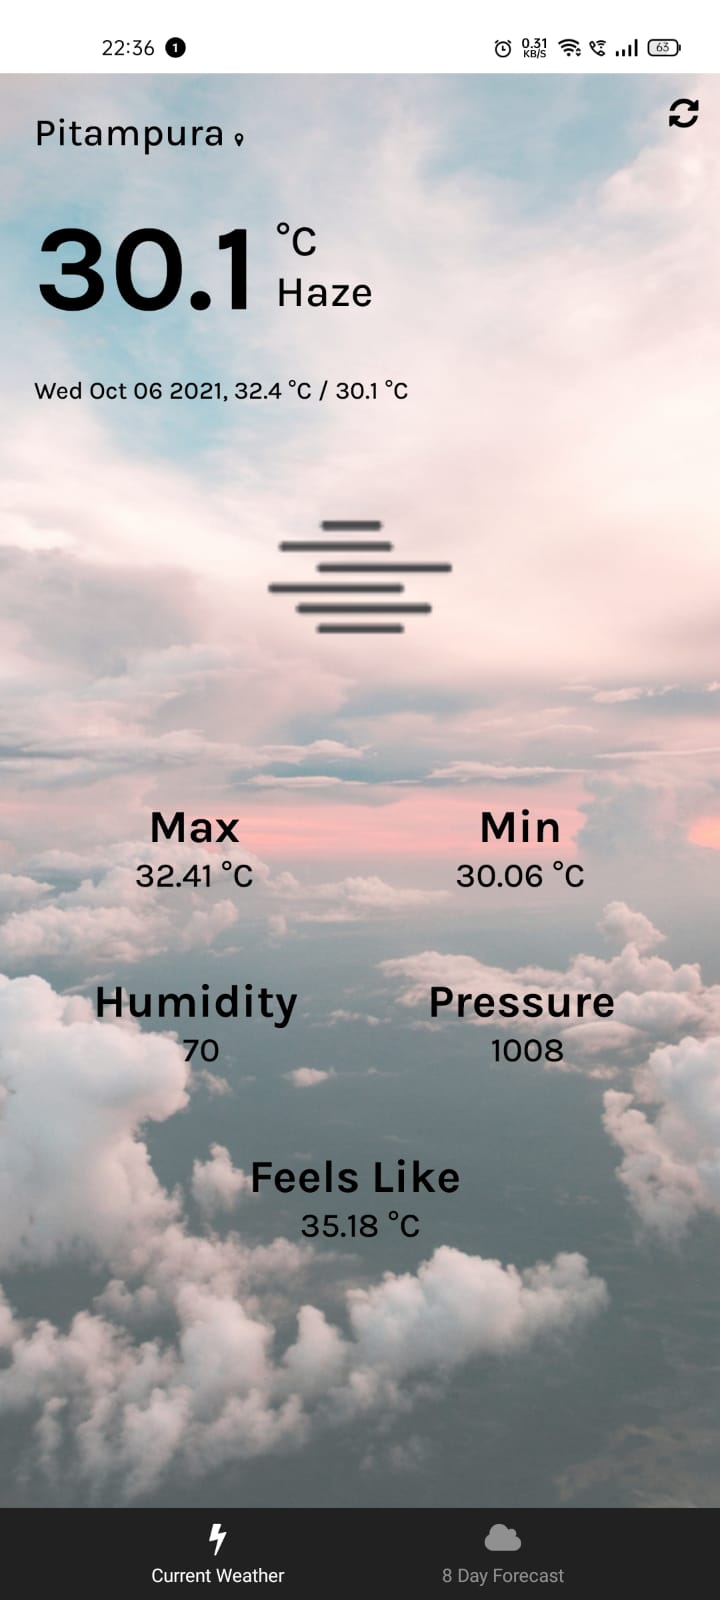 22:36 1 0.31 KB/S 63
Pitampura
30.1 °C
Haze
Wed Oct 06 2021, 32.4 °C / 30.1 °C
Max Min
32.41 °C 30.06 °C
Humidity Pressure
70 1008
Feels Like
35.18 °C
Current Weather 8 Day Forecast